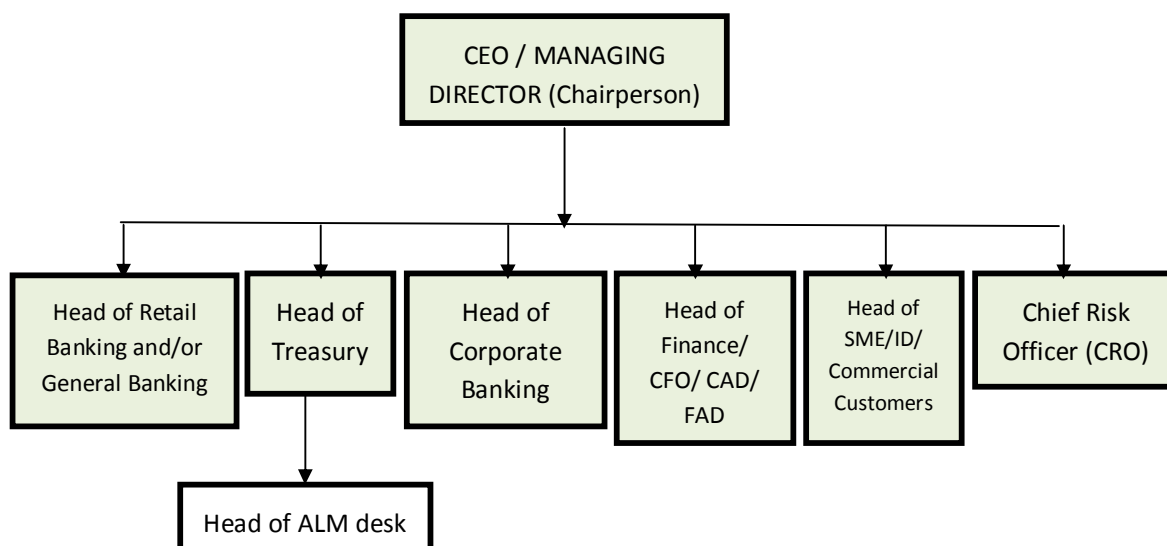 CEO / MANAGING
DIRECTOR (Chairperson)
Head of Retail
Banking and/or
General Banking
Head of
Treasury
Head of
Corporate
Banking
Head of
Finance/
CFO/ CAD/
FAD
Head of
SME/ID/
Commercial
Customers
Chief Risk
Officer (CRO)
Head of ALM desk